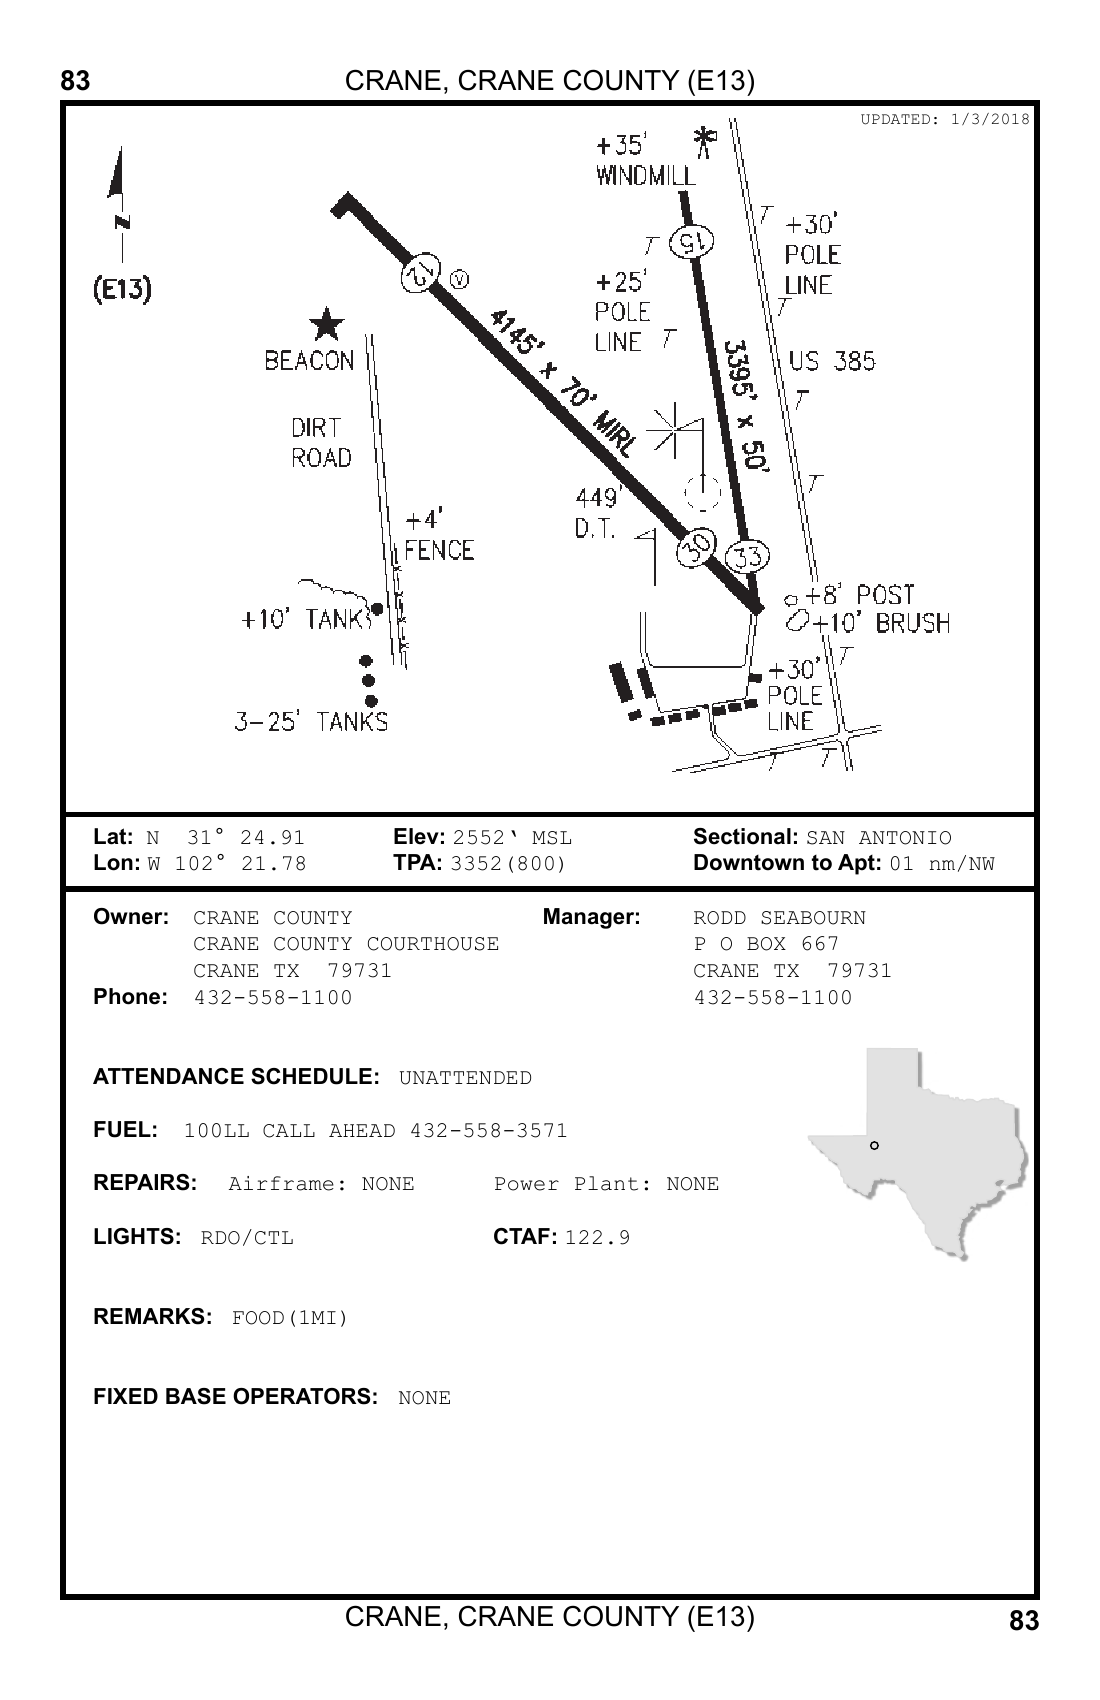 83 CRANE, CRANE COUNTY (E13)
UPDATED: 1/3/2018
+35'
WINDMILL
N
(E13)
15
+30'
POLE
LINE
12
V
+25'
POLE
LINE
BEACON
4145' x 70' MIRL
3395' x 50'
US 385
DIRT
ROAD
449'
D.T.
+4'
FENCE
30
33
+8' POST
+10' BRUSH
+10' TANK
+30'
POLE
LINE
3-25' TANKS
Lat: N 31° 24.91 Elev: 2552‘ MSL Sectional: SAN ANTONIO
Lon: W 102° 21.78 TPA: 3352(800) Downtown to Apt: 01 nm/NW
Owner: CRANE COUNTY Manager: RODD SEABOURN
CRANE COUNTY COURTHOUSE P O BOX 667
CRANE TX 79731 CRANE TX 79731
Phone: 432-558-1100 432-558-1100
ATTENDANCE SCHEDULE: UNATTENDED
FUEL: 100LL CALL AHEAD 432-558-3571
REPAIRS: Airframe: NONE Power Plant: NONE
LIGHTS: RDO/CTL CTAF: 122.9
REMARKS: FOOD(1MI)
FIXED BASE OPERATORS: NONE
CRANE, CRANE COUNTY (E13) 83